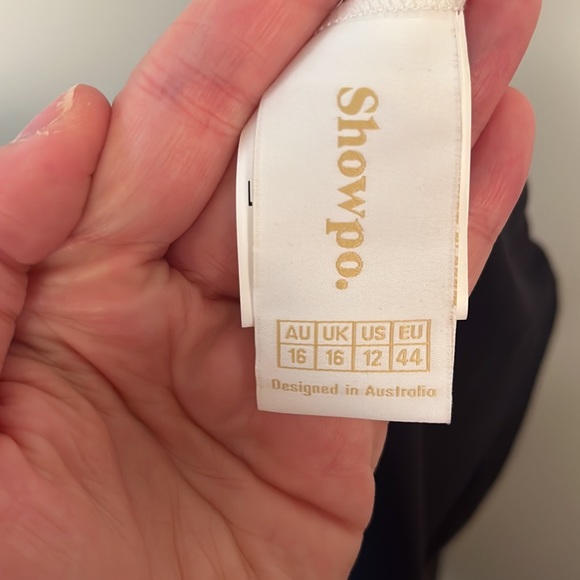 Showpo.
AU UK US EU
16 16 12 44
Designed in Australia